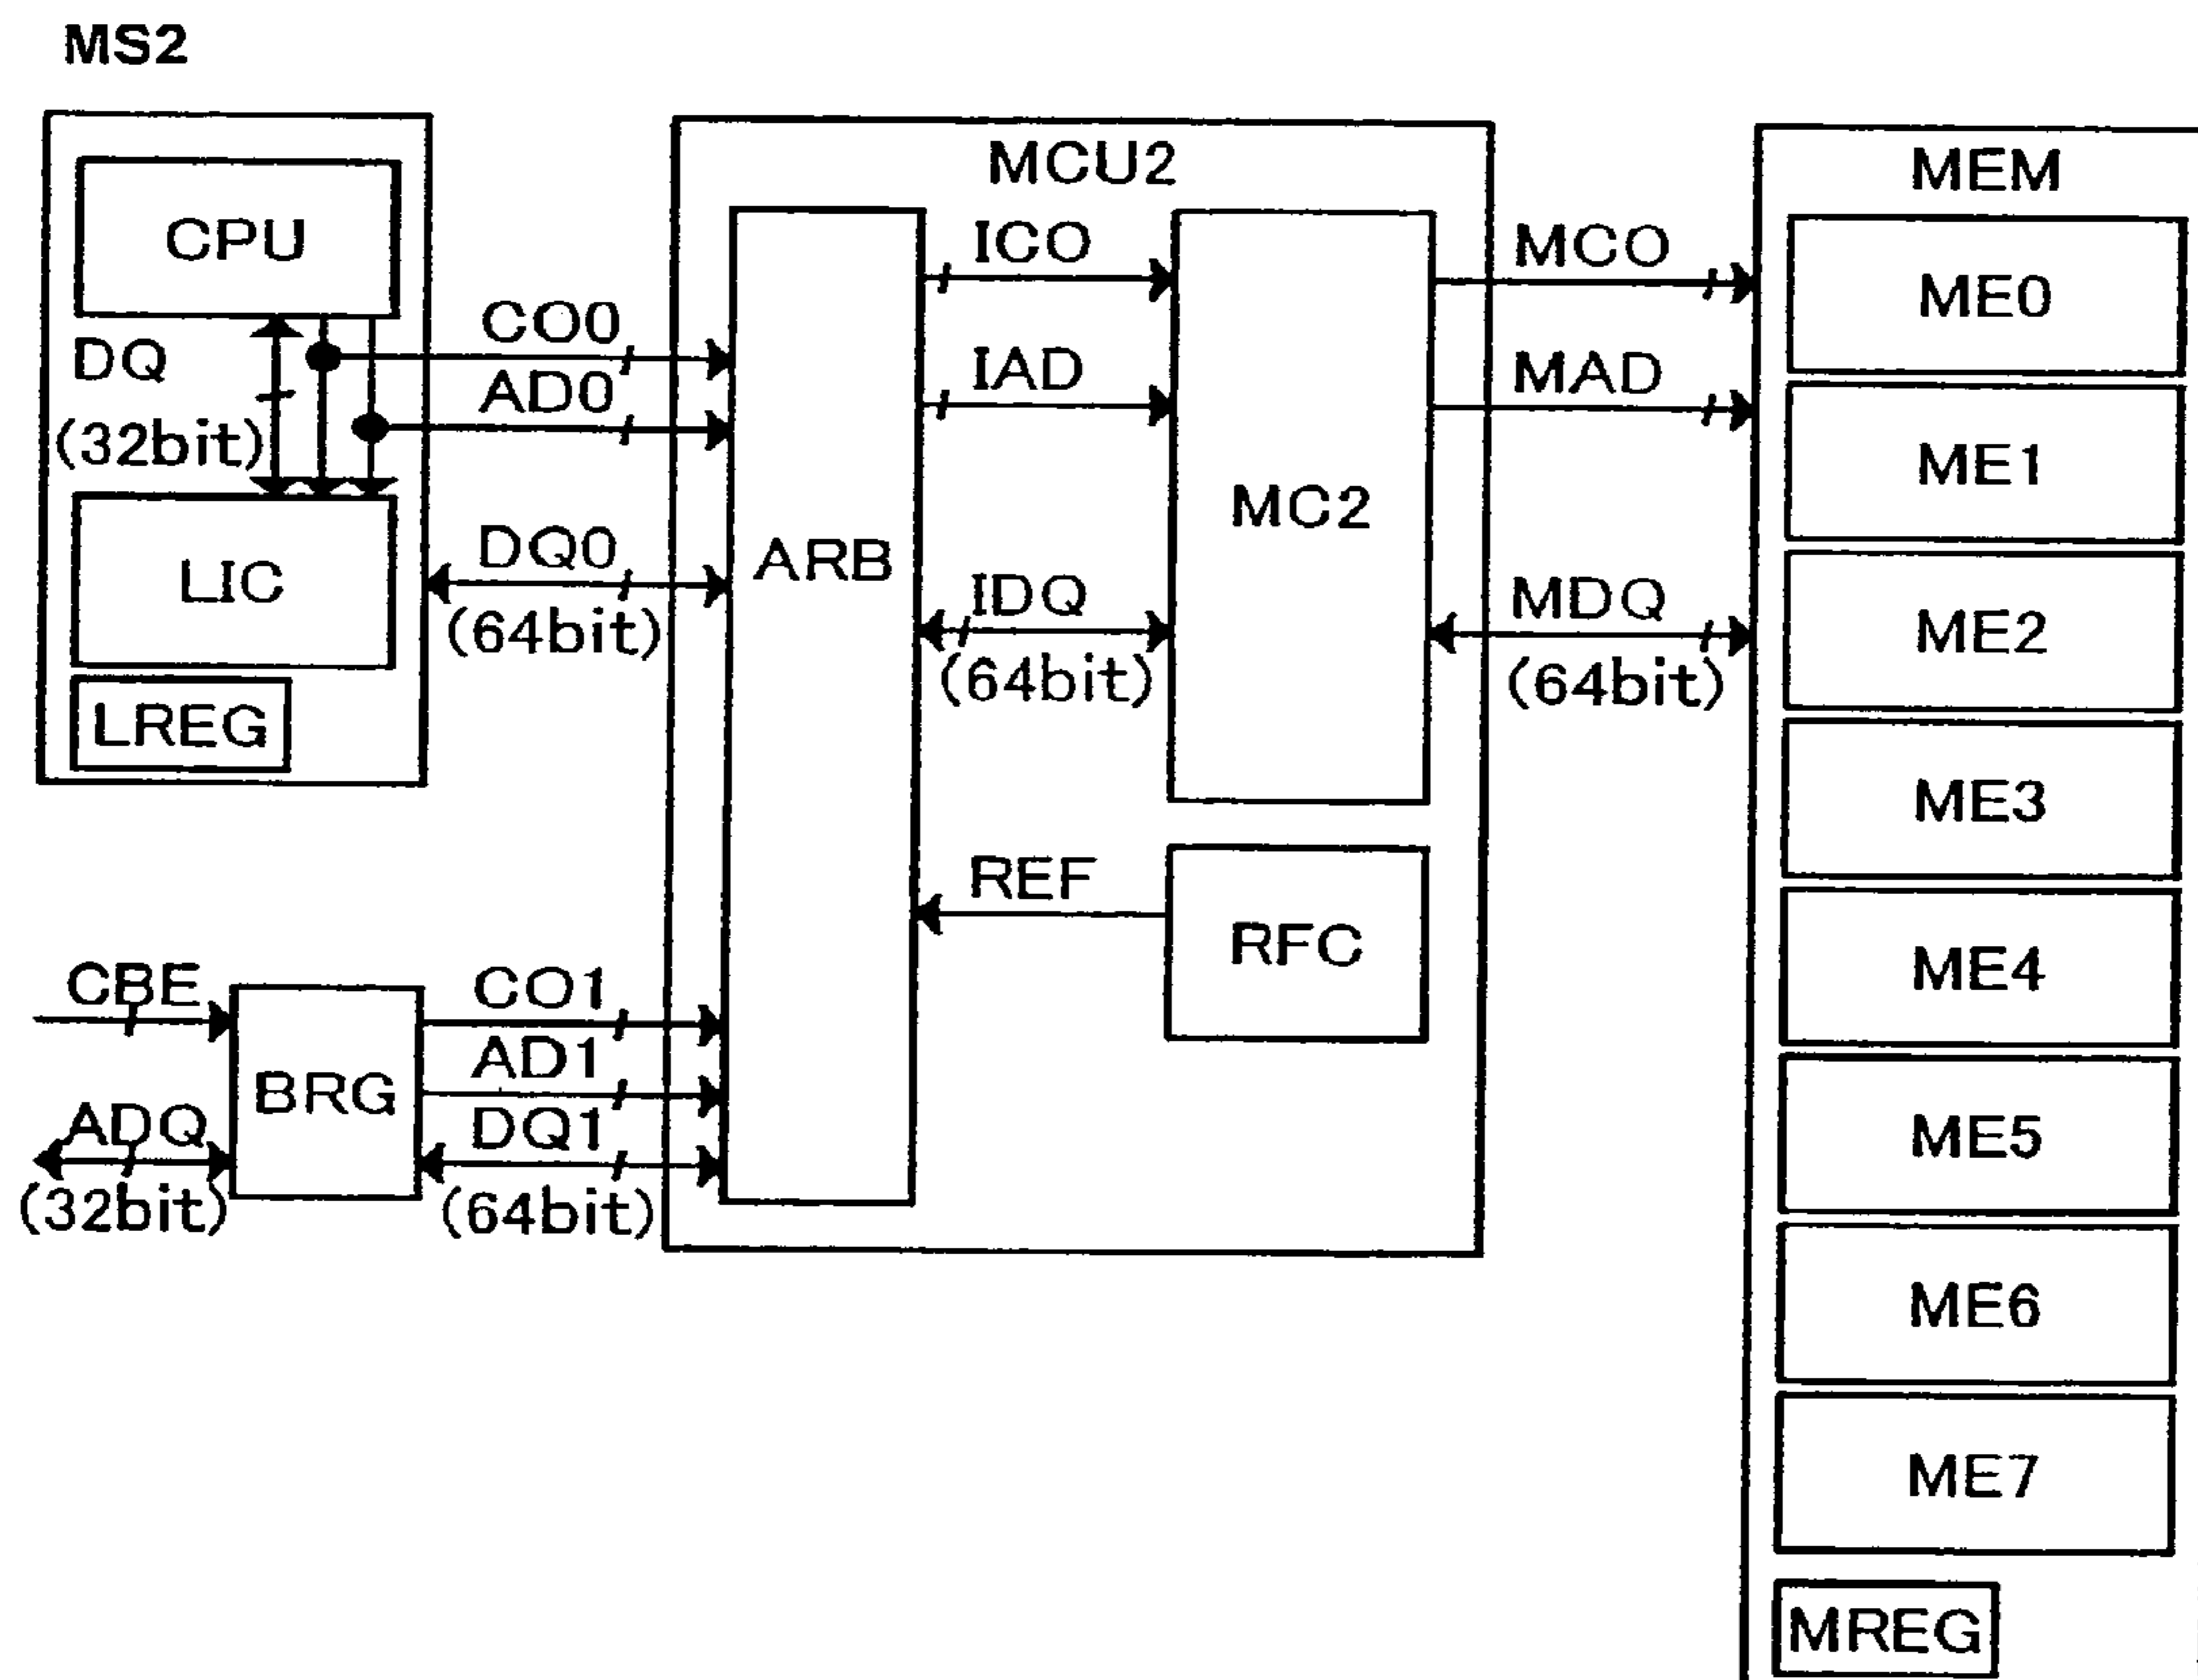 MS2
CPU
DQ
(32bit)
LIC
LREG
CO0
AD0
DQ0
(64bit)
MCU2
ARB
ICO
IAD
IDQ
(64bit)
MC2
REF
RFC
MCO
MAD
MDQ
(64bit)
MEM
ME0
ME1
ME2
ME3
ME4
ME5
ME6
ME7
MREG
CBE
ADQ
(32bit)
BRG
CO1
AD1
DQ1
(64bit)